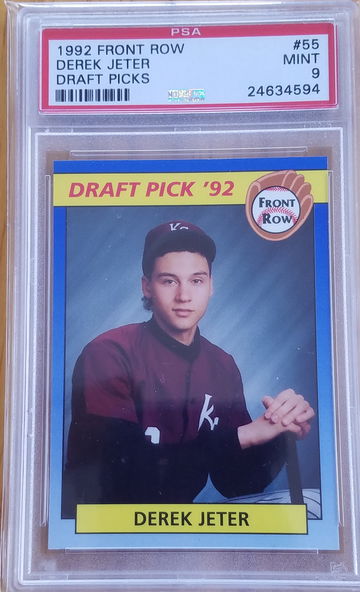 PSA
1992 FRONT ROW #55
DEREK JETER MINT
DRAFT PICKS 9
24634594
DRAFT PICK '92
FRONT
ROW
K
K
DEREK JETER